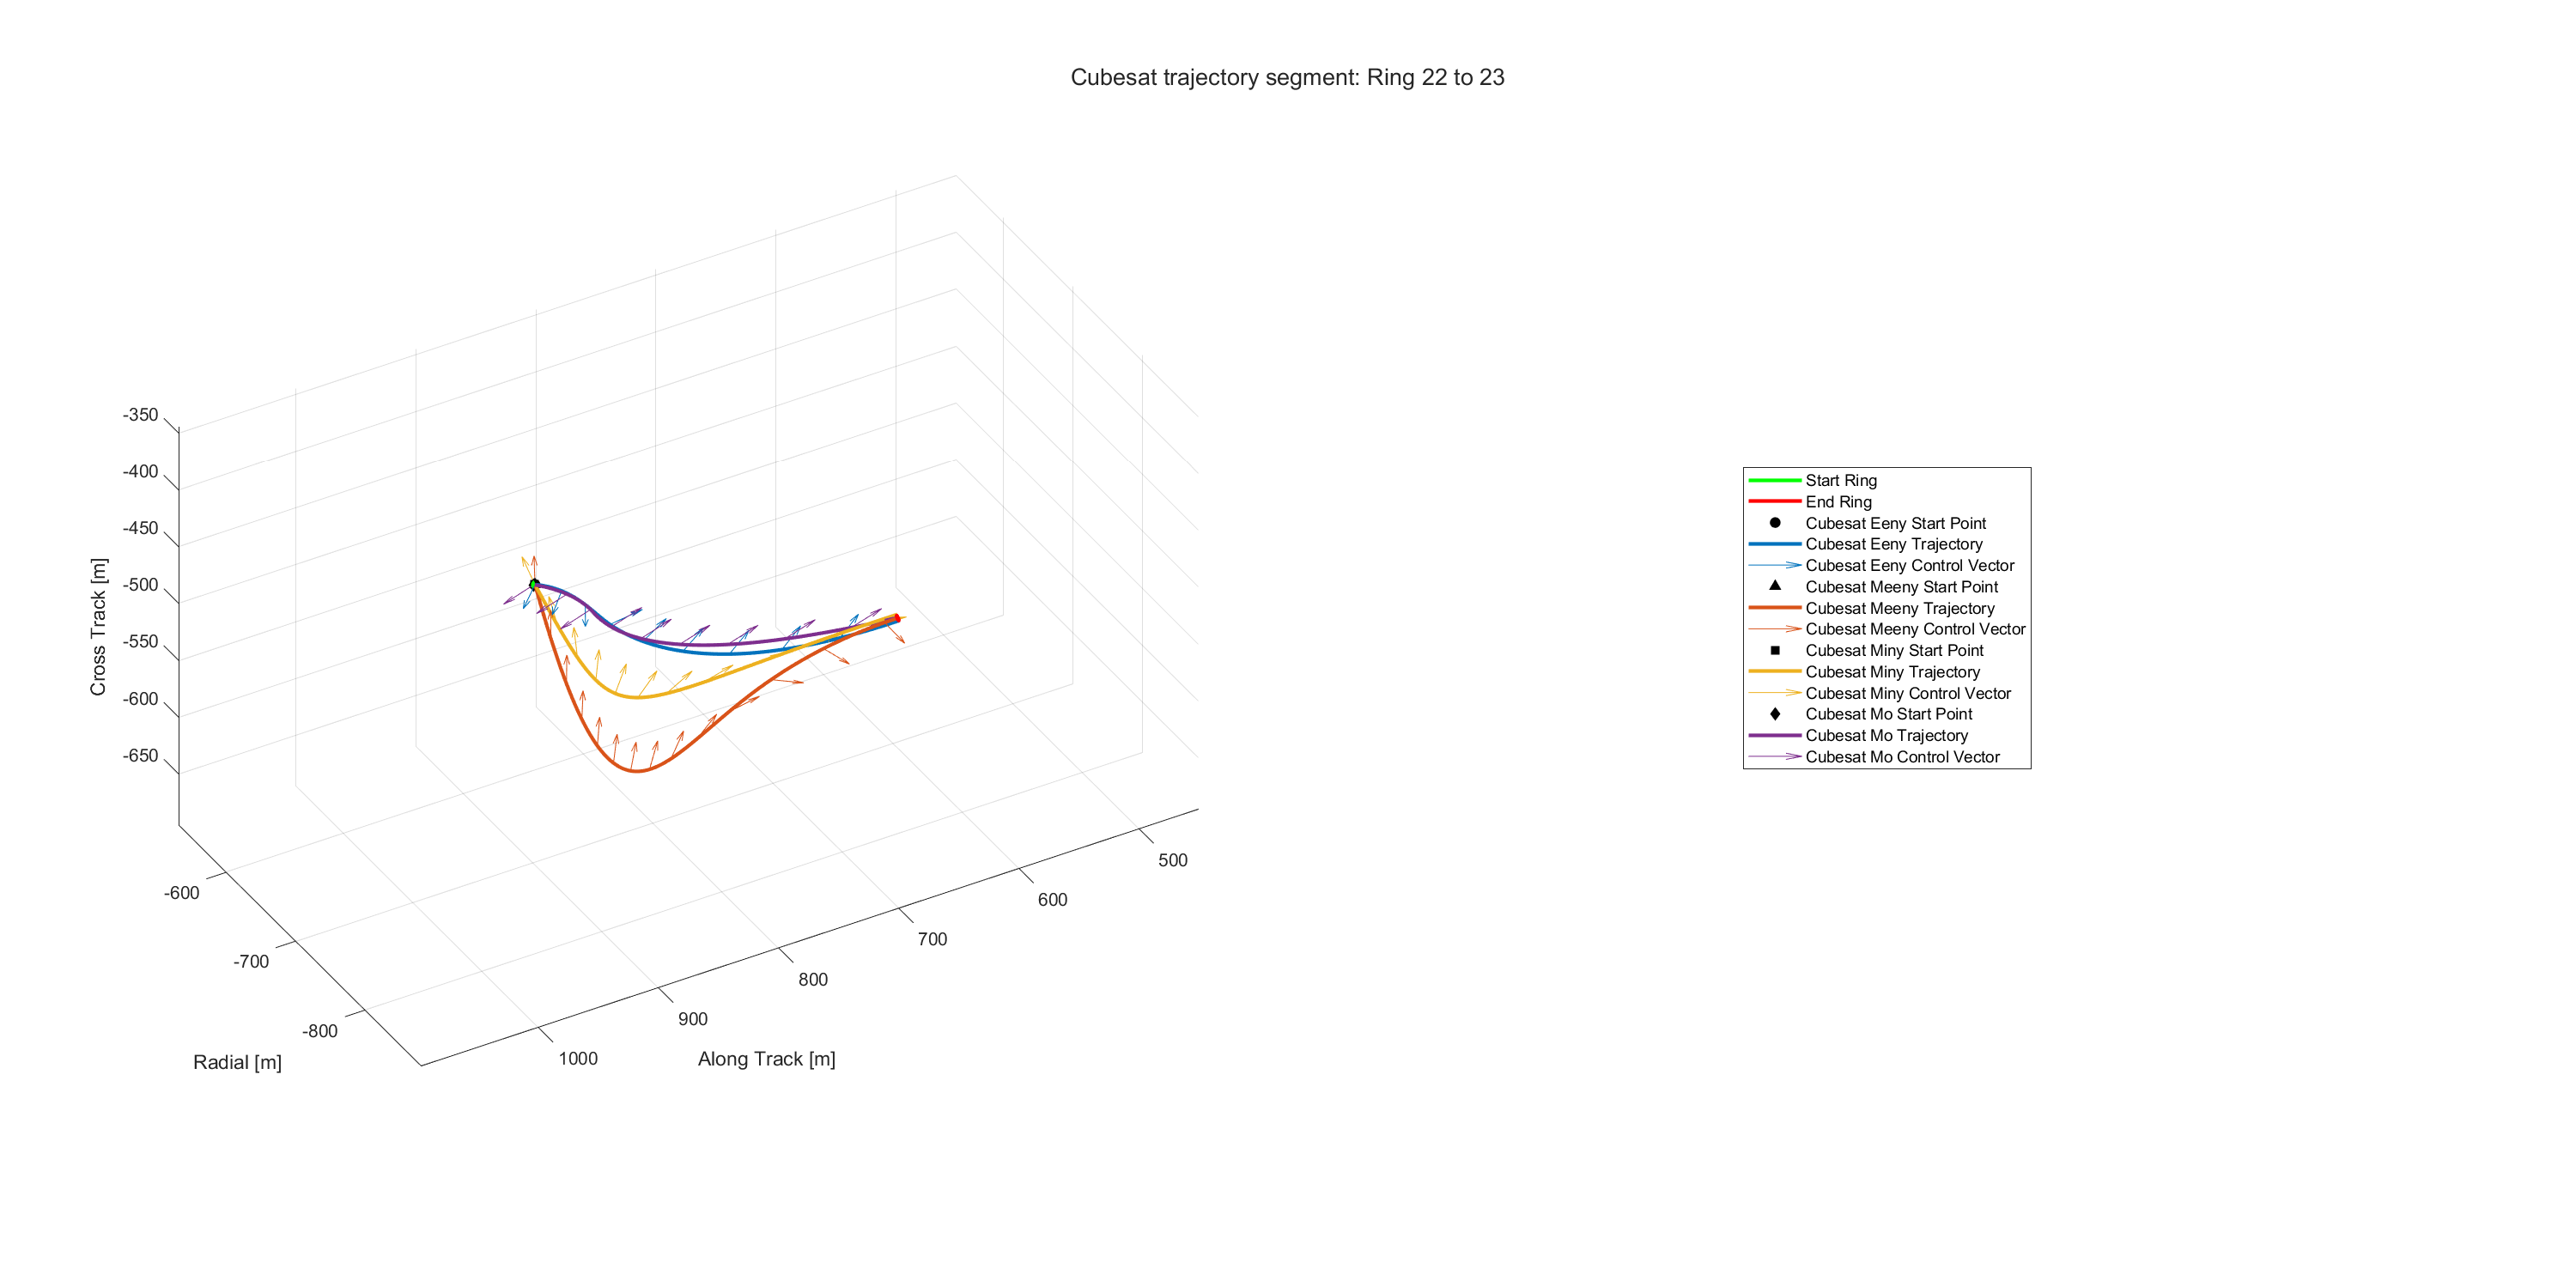 Cubesat trajectory segment: Ring 22 to 23
-350
-400
-450
-500
-550
-600
-650
Cross Track [m]
-600
-700
-800
Radial [m]
500
600
700
800
900
1000
Along Track [m]
Start Ring
End Ring
Cubesat Eeny Start Point
Cubesat Eeny Trajectory
Cubesat Eeny Control Vector
Cubesat Meeny Start Point
Cubesat Meeny Trajectory
Cubesat Meeny Control Vector
Cubesat Miny Start Point
Cubesat Miny Trajectory
Cubesat Miny Control Vector
Cubesat Mo Start Point
Cubesat Mo Trajectory
Cubesat Mo Control Vector